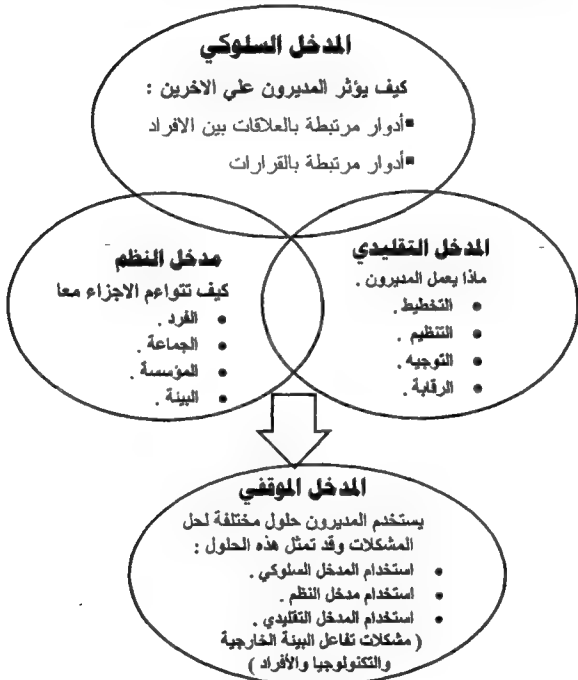 المدخل السلوكي
كيف يؤثر المديرون علي الاخرين :
▪أدوار مرتبطة بالعلاقات بين الافراد
▪أدوار مرتبطة بالقرارات
المدخل التقليدي
ماذا يعمل المديرون .
• التخطيط .
• التنظيم .
• التوجيه .
• الرقابة .
مدخل النظم
كيف تتواءم الاجزاء معا
• الفرد .
• الجماعة .
• المؤسسة .
• البيئة .
المدخل الموقفي
يستخدم المديرون حلول مختلفة لحل
المشكلات وقد تمثل هذه الحلول :
• استخدام المدخل السلوكي .
• استخدام مدخل النظم .
• استخدام المدخل التقليدي .
( مشكلات تفاعل البيئة الخارجية
والتكنولوجيا والأفراد )